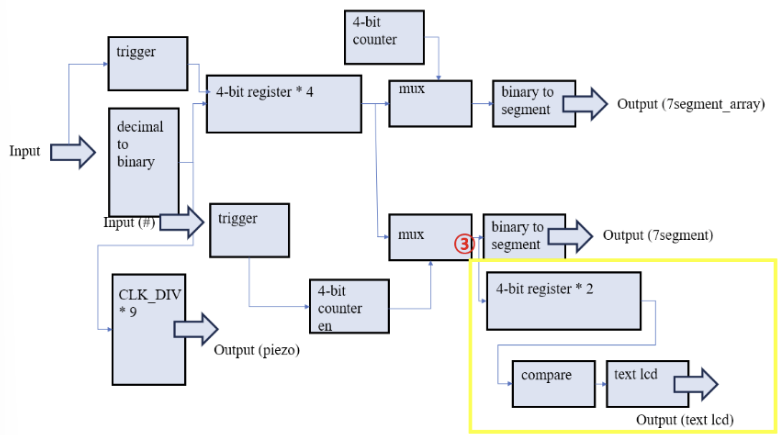 4-bit
counter
trigger
4-bit register * 4
mux
binary to
segment
Output (7segment_array)
decimal
to
binary
Input
Input (#)
trigger
mux
③
binary to
segment
Output (7segment)
CLK_DIV
* 9
4-bit
counter
en
4-bit register * 2
Output (piezo)
compare
text lcd
Output (text lcd)